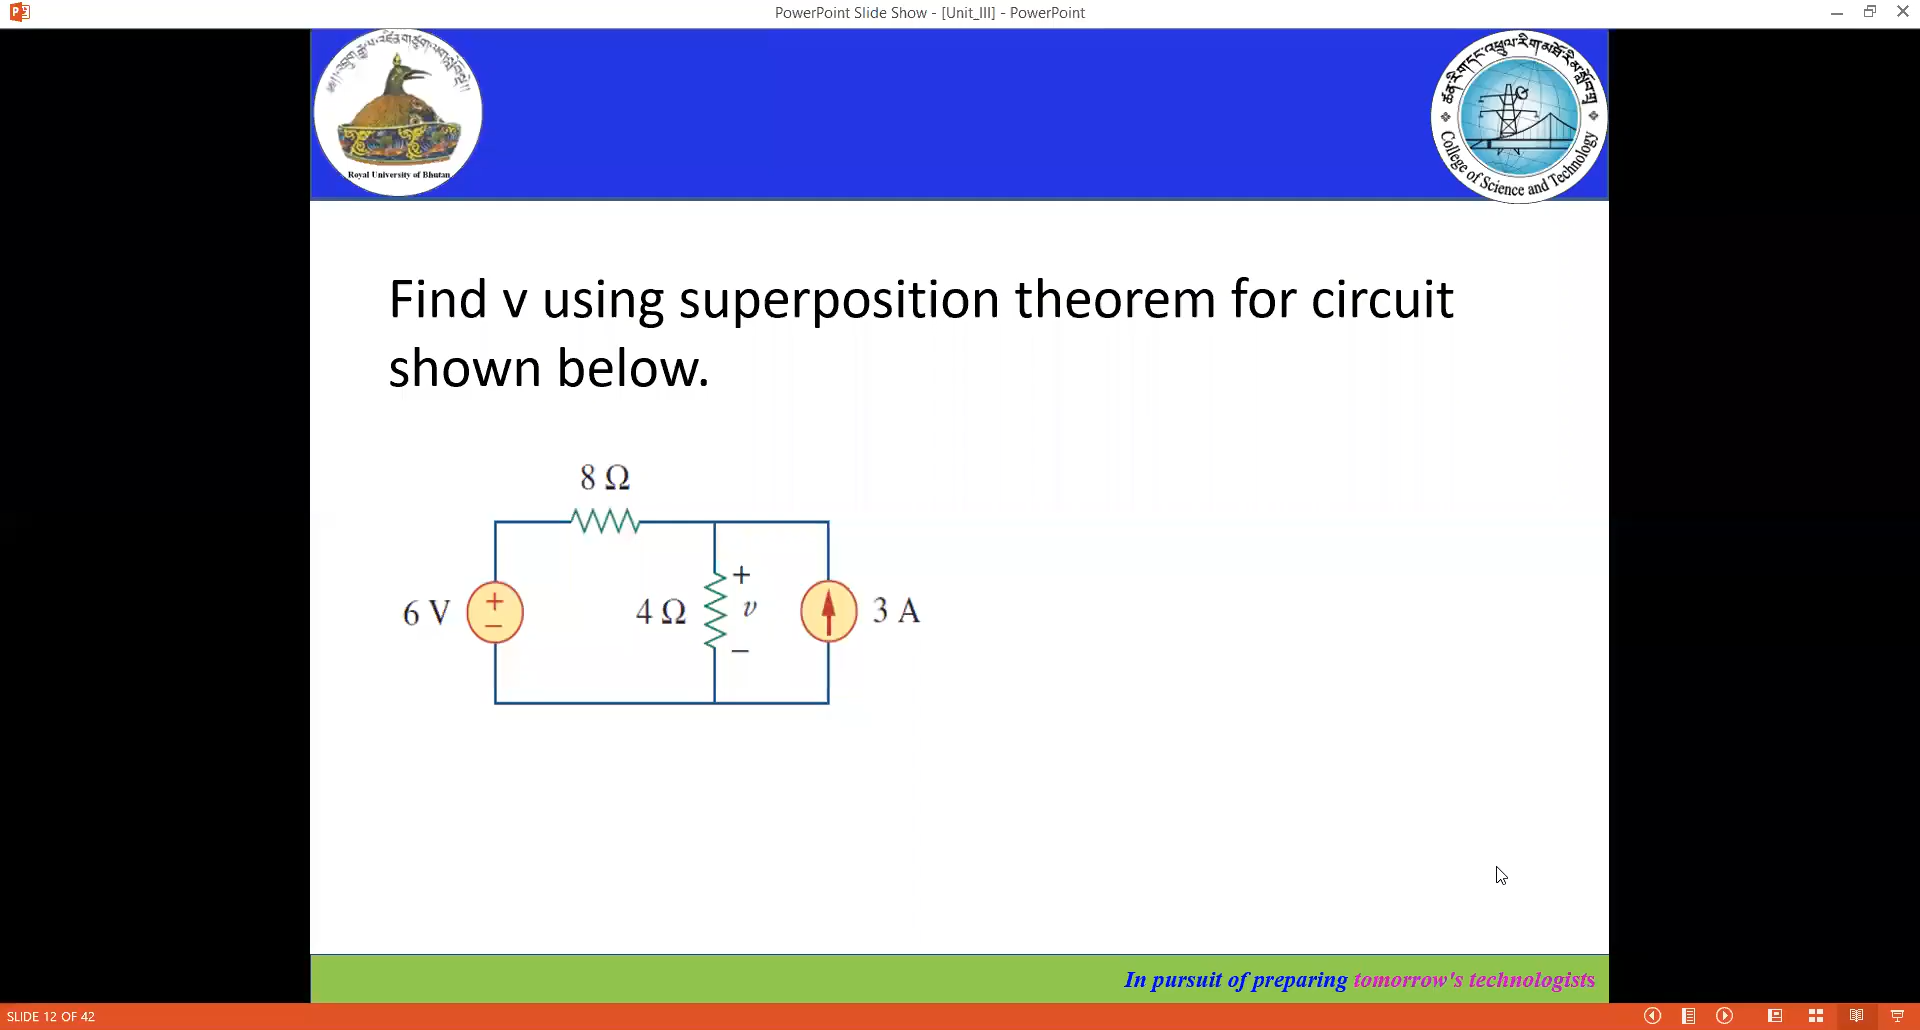 PowerPoint Slide Show - [Unit_III] - PowerPoint
Royal University of Bhutan
College of Science and Technology
Find v using superposition theorem for circuit
shown below.
8 Ω
6 V
+
−
4 Ω
+
v
−
3 A
In pursuit of preparing tomorrow's technologists
SLIDE 12 OF 42